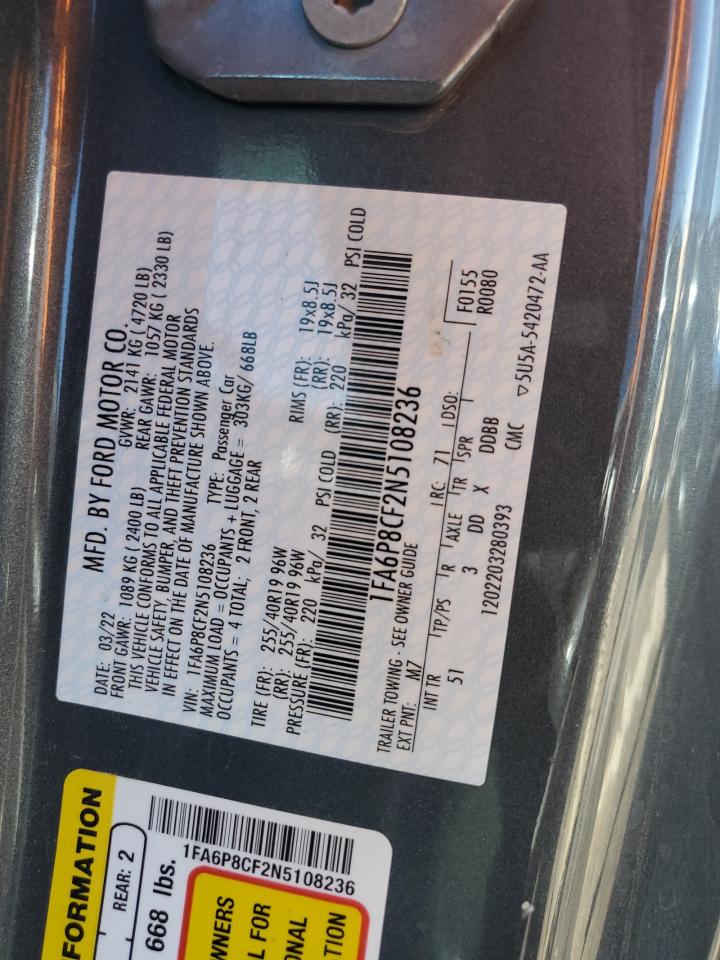 MFD. BY FORD MOTOR CO.
DATE: 03/22 GVWR: 2141 KG ( 4720 LB)
FRONT GAWR: 1089 KG ( 2400 LB) REAR GAWR: 1057 KG ( 2330 LB)
THIS VEHICLE CONFORMS TO ALL APPLICABLE FEDERAL MOTOR
VEHICLE SAFETY, BUMPER, AND THEFT PREVENTION STANDARDS
IN EFFECT ON THE DATE OF MANUFACTURE SHOWN ABOVE.
VIN: 1FA6P8CF2N5108236 TYPE: Passenger Car
MAXIMUM LOAD = OCCUPANTS + LUGGAGE = 303KG/ 668LB
OCCUPANTS = 4 TOTAL; 2 FRONT, 2 REAR
TIRE (FR): 255/40R19 96W RIMS (FR): 19x8.5J
(RR): 255/40R19 96W (RR): 19x8.5J
PRESSURE (FR): 220 kPa/ 32 PSI COLD (RR): 220 kPa/ 32 PSI COLD
1FA6P8CF2N5108236
TRAILER TOWING - SEE OWNER GUIDE
EXT PNT: M7 RC: 71 DSO: F0155
INT TR TP/PS R AXLE TR SPR R0080
51 3 DD X DDBB
1202203280393 CMC ▽5U5A-5420472-AA
FORMATION
REAR: 2
668 lbs.
1FA6P8CF2N5108236
WNERS
L FOR
ONAL
TION